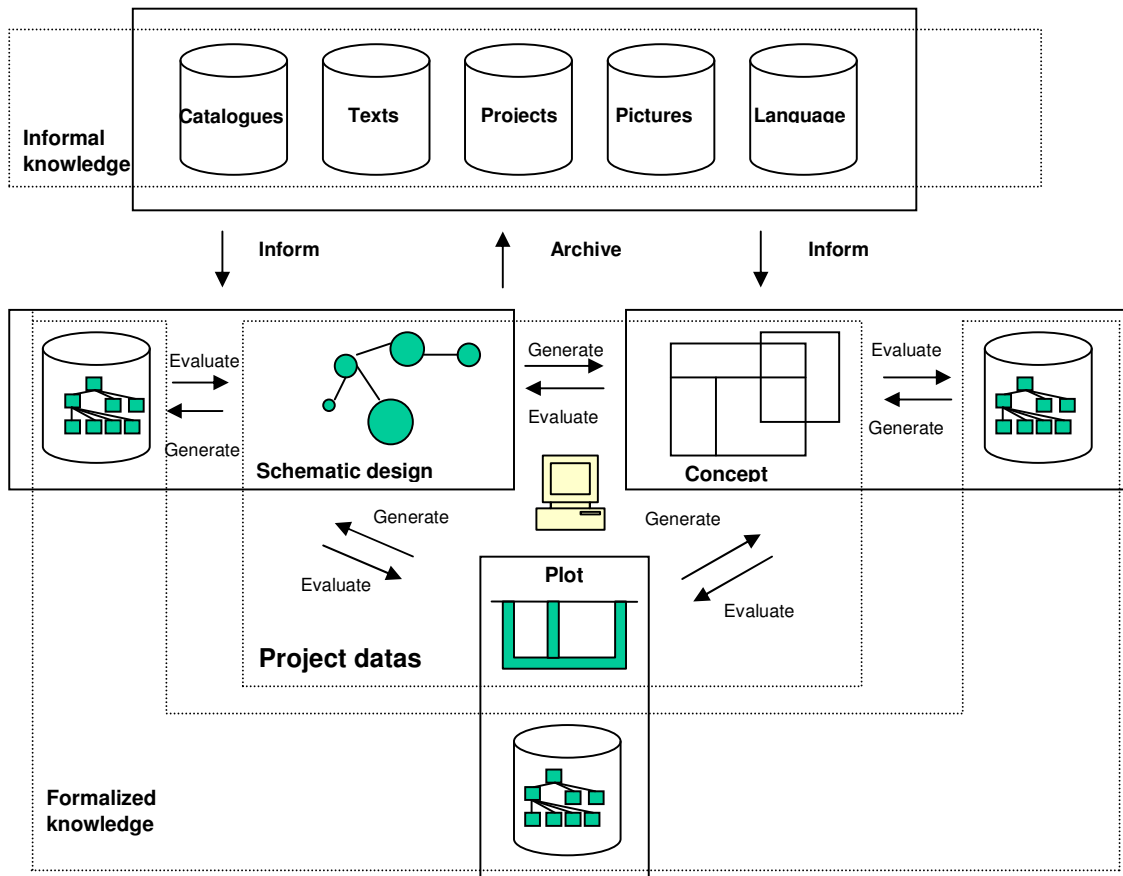 Catalogues
Texts
Projects
Pictures
Language
Informal
knowledge
Inform
Archive
Inform
Evaluate
Generate
Schematic design
Generate
Evaluate
Concept
Evaluate
Generate
Generate
Evaluate
Generate
Evaluate
Plot
Project datas
Formalized
knowledge